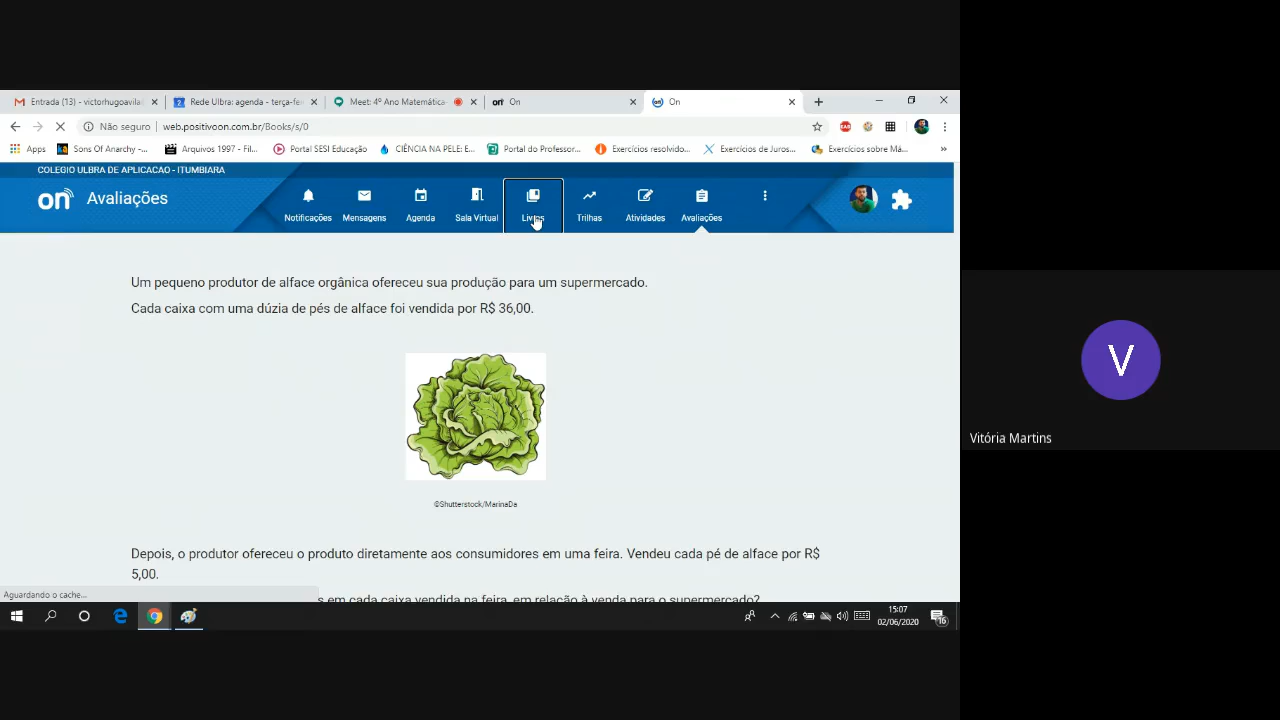 Entrada (13) - victorhugoavila
Rede Ulbra: agenda - terça-fei
Meet: 4º Ano Matemática
On
On
Não seguro
web.positivoon.com.br/Books/s/0
Apps
Sons Of Anarchy -...
Arquivos 1997 - Fil...
Portal SESI Educação
CIÊNCIA NA PELE: E...
Portal do Professor...
Exercícios resolvido...
Exercícios de Juros...
Exercícios sobre Má...
»
COLEGIO ULBRA DE APLICACAO - ITUMBIARA
on
Avaliações
Notificações
Mensagens
Agenda
Sala Virtual
Livros
Trilhas
Atividades
Avaliações
Um pequeno produtor de alface orgânica ofereceu sua produção para um supermercado.
Cada caixa com uma dúzia de pés de alface foi vendida por R$ 36,00.
©Shutterstock/MarinaDa
Depois, o produtor ofereceu o produto diretamente aos consumidores em uma feira. Vendeu cada pé de alface por R$
5,00.
s em cada caixa vendida na feira, em relação à venda para o supermercado?
Aguardando o cache...
15:07
02/06/2020
16
V
Vitória Martins